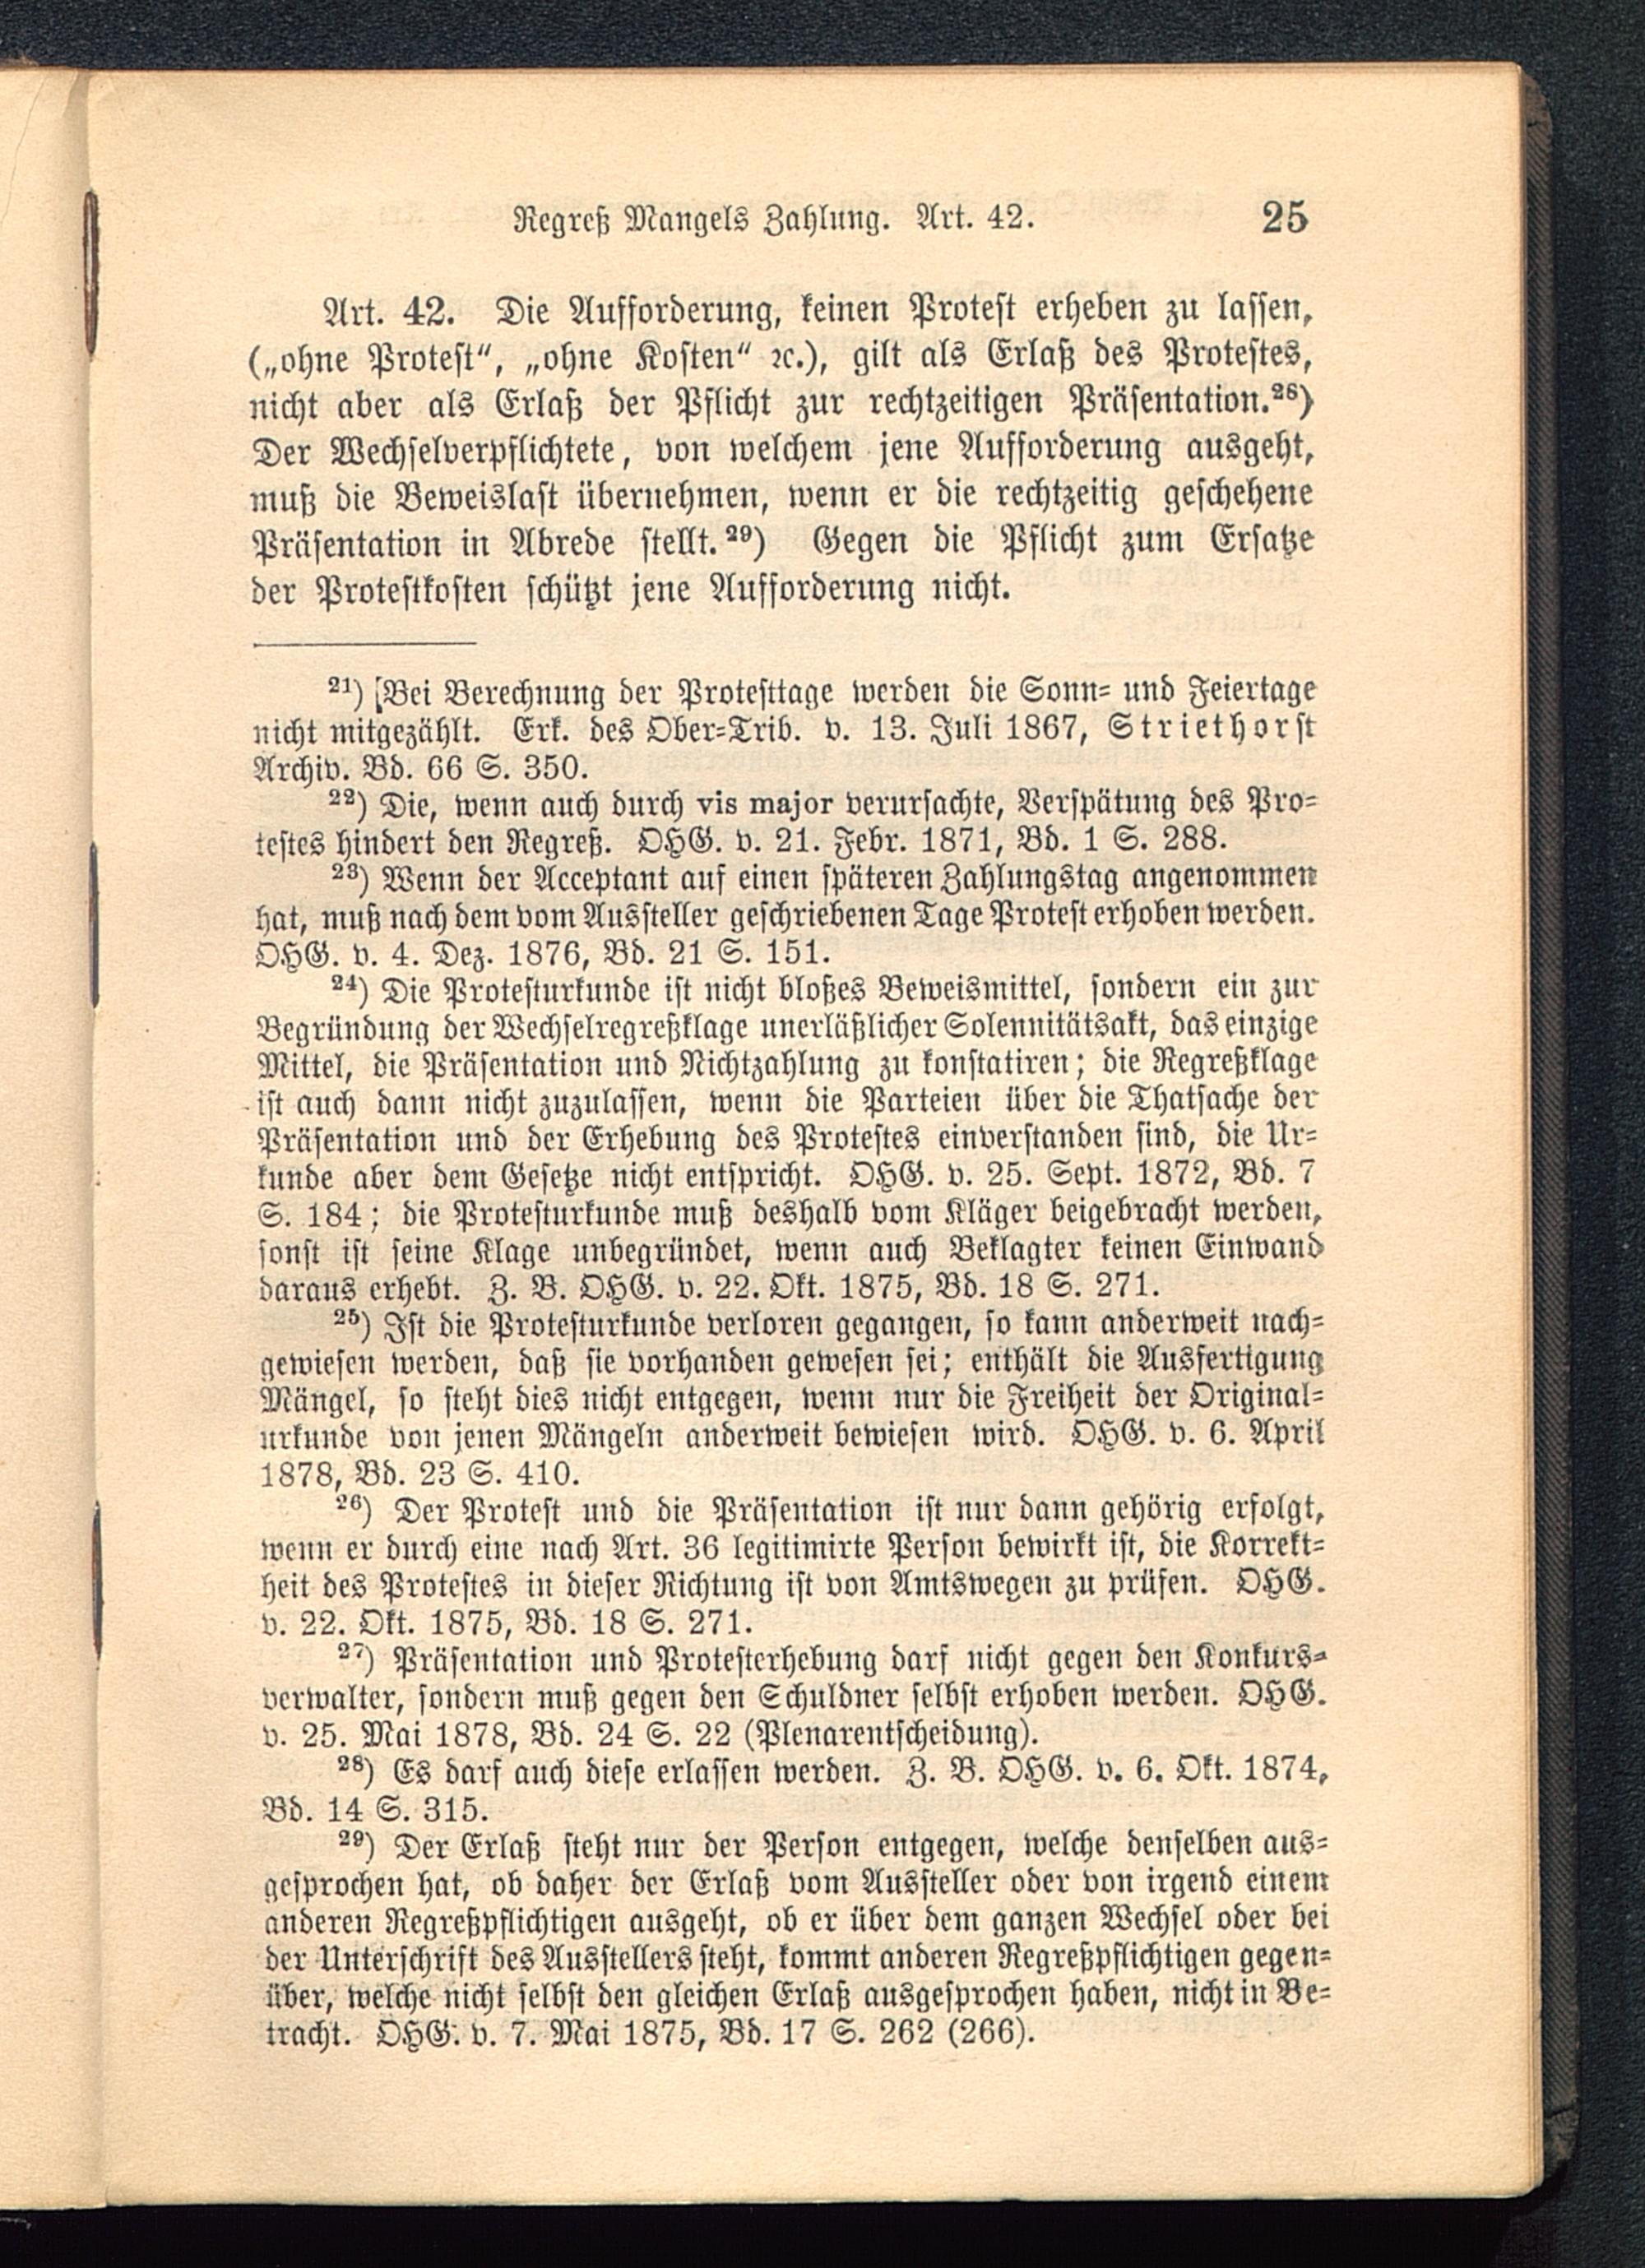 Regreß Mangels Zahlung. Art. 42. 25
Art. 42. Die Aufforderung, keinen Protest erheben zu lassen,
(„ohne Protest“, „ohne Kosten“ ꝛc.), gilt als Erlaß des Protestes,
nicht aber als Erlaß der Pflicht zur rechtzeitigen Präsentation.²⁸)
Der Wechselverpflichtete, von welchem jene Aufforderung ausgeht,
muß die Beweislast übernehmen, wenn er die rechtzeitig geschehene
Präsentation in Abrede stellt.²⁹) Gegen die Pflicht zum Ersatze
der Protestkosten schützt jene Aufforderung nicht.
²¹) [Bei Berechnung der Protesttage werden die Sonn- und Feiertage
nicht mitgezählt. Erk. des Ober-Trib. v. 13. Juli 1867, Striethorst
Archiv. Bd. 66 S. 350.
²²) Die, wenn auch durch vis major verursachte, Verspätung des Pro-
testes hindert den Regreß. OHG. v. 21. Febr. 1871, Bd. 1 S. 288.
²³) Wenn der Acceptant auf einen späteren Zahlungstag angenommen
hat, muß nach dem vom Aussteller geschriebenen Tage Protest erhoben werden.
OHG. v. 4. Dez. 1876, Bd. 21 S. 151.
²⁴) Die Protesturkunde ist nicht bloßes Beweismittel, sondern ein zur
Begründung der Wechselregreßklage unerläßlicher Solennitätsakt, das einzige
Mittel, die Präsentation und Nichtzahlung zu konstatiren; die Regreßklage
ist auch dann nicht zuzulassen, wenn die Parteien über die Thatsache der
Präsentation und der Erhebung des Protestes einverstanden sind, die Ur-
kunde aber dem Gesetze nicht entspricht. OHG. v. 25. Sept. 1872, Bd. 7
S. 184; die Protesturkunde muß deshalb vom Kläger beigebracht werden,
sonst ist seine Klage unbegründet, wenn auch Beklagter keinen Einwand
daraus erhebt. Z. B. OHG. v. 22. Okt. 1875, Bd. 18 S. 271.
²⁵) Ist die Protesturkunde verloren gegangen, so kann anderweit nach-
gewiesen werden, daß sie vorhanden gewesen sei; enthält die Ausfertigung
Mängel, so steht dies nicht entgegen, wenn nur die Freiheit der Original-
urkunde von jenen Mängeln anderweit bewiesen wird. OHG. v. 6. April
1878, Bd. 23 S. 410.
²⁶) Der Protest und die Präsentation ist nur dann gehörig erfolgt,
wenn er durch eine nach Art. 36 legitimirte Person bewirkt ist, die Korrekt-
heit des Protestes in dieser Richtung ist von Amtswegen zu prüfen. OHG.
v. 22. Okt. 1875, Bd. 18 S. 271.
²⁷) Präsentation und Protesterhebung darf nicht gegen den Konkurs-
verwalter, sondern muß gegen den Schuldner selbst erhoben werden. OHG.
v. 25. Mai 1878, Bd. 24 S. 22 (Plenarentscheidung).
²⁸) Es darf auch diese erlassen werden. Z. B. OHG. v. 6. Okt. 1874,
Bd. 14 S. 315.
²⁹) Der Erlaß steht nur der Person entgegen, welche denselben aus-
gesprochen hat, ob daher der Erlaß vom Aussteller oder von irgend einem
anderen Regreßpflichtigen ausgeht, ob er über dem ganzen Wechsel oder bei
der Unterschrift des Ausstellers steht, kommt anderen Regreßpflichtigen gegen-
über, welche nicht selbst den gleichen Erlaß ausgesprochen haben, nicht in Be-
tracht. OHG. v. 7. Mai 1875, Bd. 17 S. 262 (266).